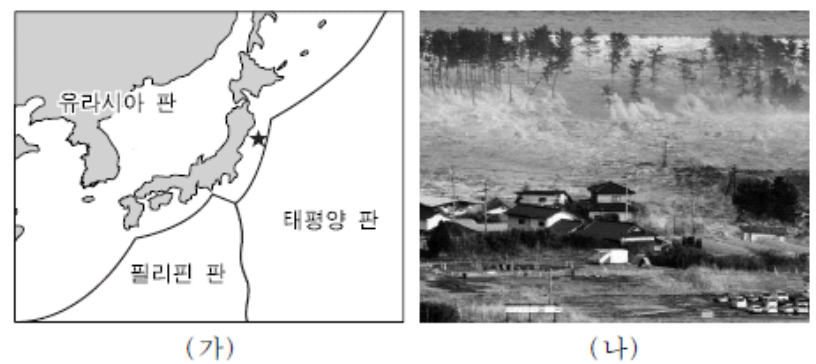 유라시아 판
태평양 판
필리핀 판
(가)
(나)